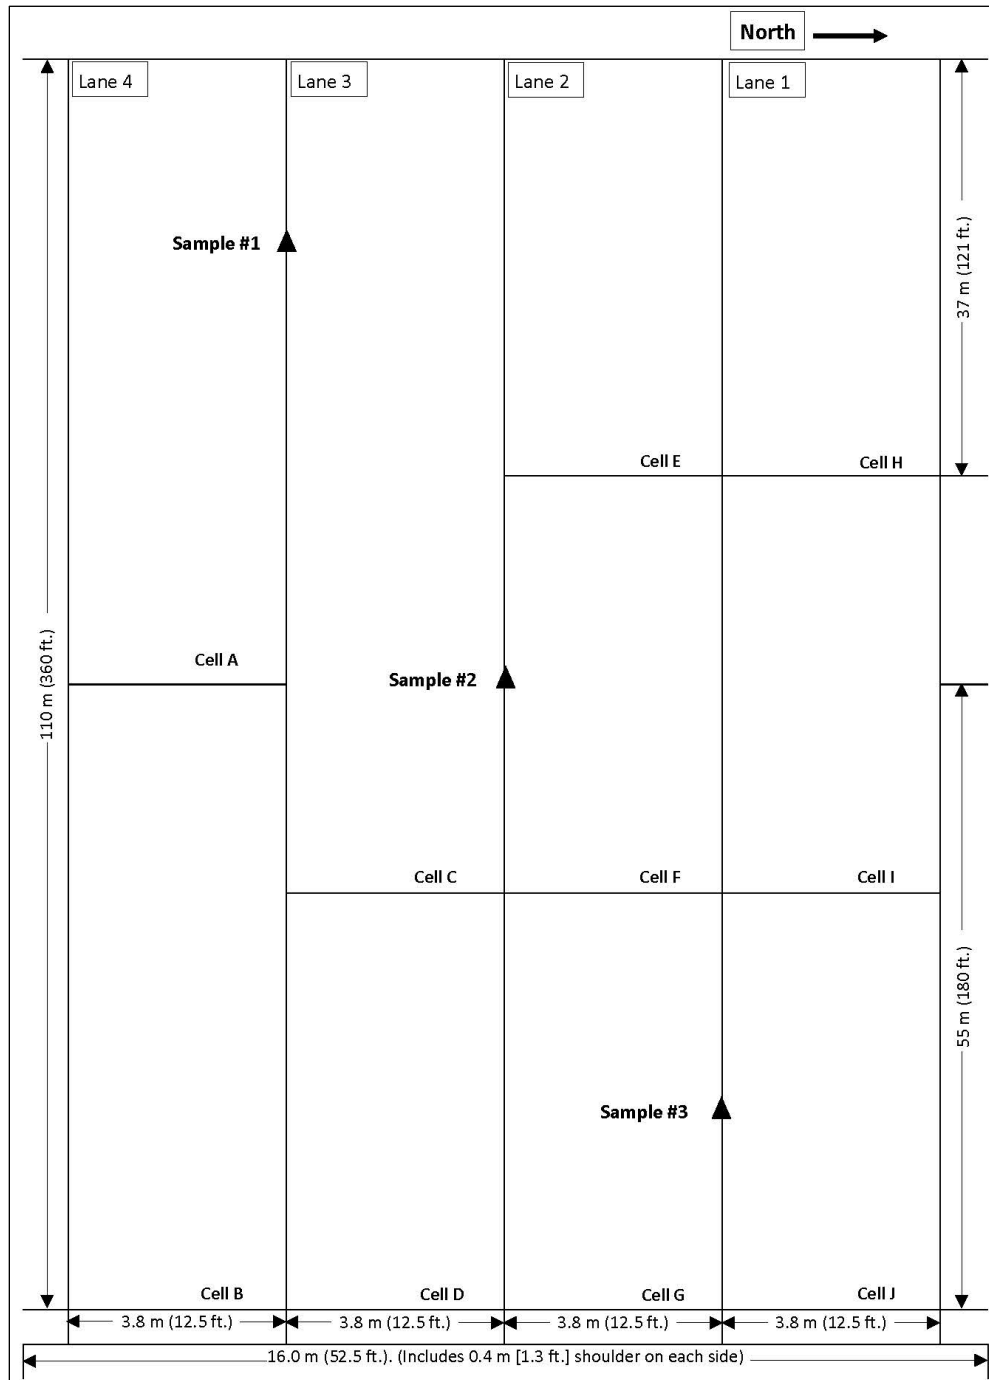 North
Lane 4
Lane 3
Lane 2
Lane 1
Sample #1
37 m (121 ft.)
Cell E
Cell H
110 m (360 ft.)
Cell A
Sample #2
Cell C
Cell F
Cell I
55 m (180 ft.)
Sample #3
Cell B
Cell D
Cell G
Cell J
3.8 m (12.5 ft.)
3.8 m (12.5 ft.)
3.8 m (12.5 ft.)
3.8 m (12.5 ft.)
16.0 m (52.5 ft.). (Includes 0.4 m [1.3 ft.] shoulder on each side)